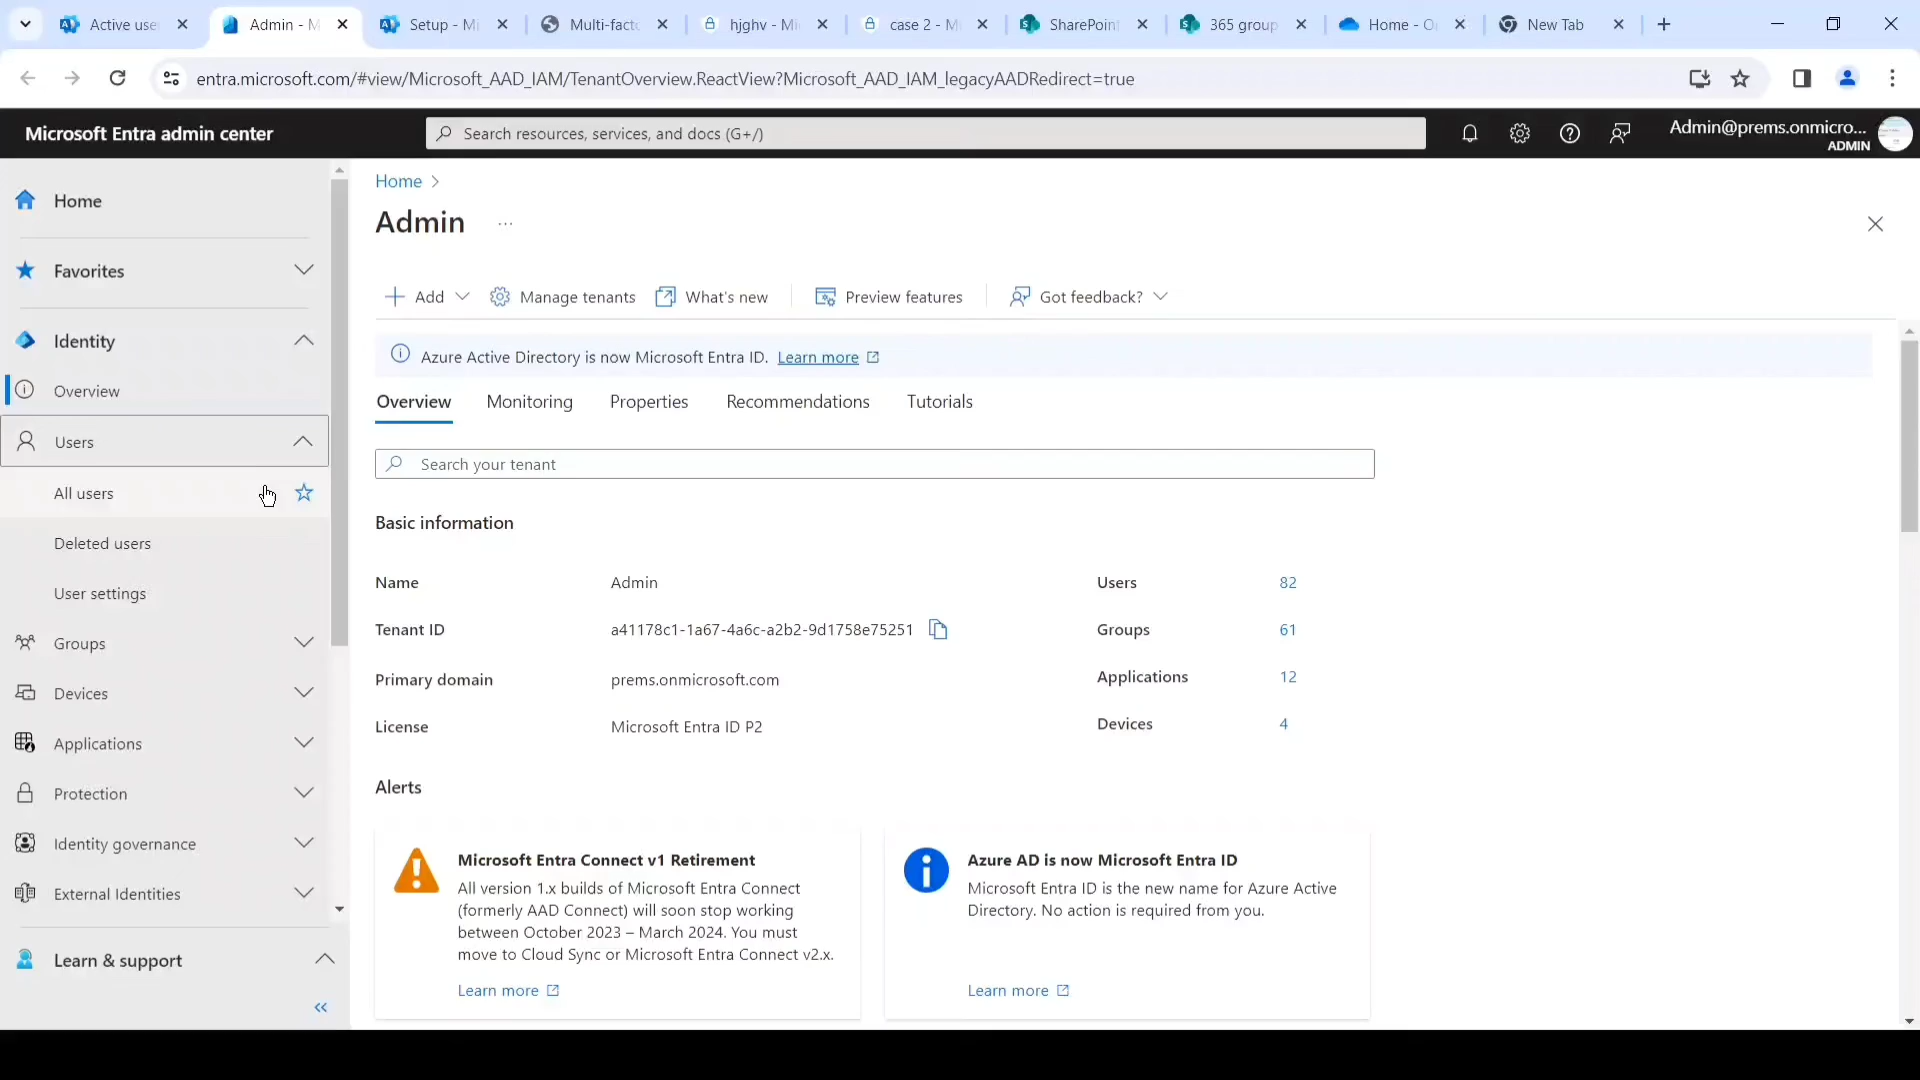 Active use
Admin - M
Setup - Mi
Multi-facto
hjghv - Mi
case 2 - M
SharePoint
365 group
Home - O
New Tab
entra.microsoft.com/#view/Microsoft_AAD_IAM/TenantOverview.ReactView?Microsoft_AAD_IAM_legacyAADRedirect=true
Microsoft Entra admin center
Search resources, services, and docs (G+/)
Admin@prems.onmicro...
ADMIN
Home
Favorites
Identity
Overview
Users
All users
Deleted users
User settings
Groups
Devices
Applications
Protection
Identity governance
External Identities
Learn & support
Home >
Admin ...
Add
Manage tenants
What's new
Preview features
Got feedback?
Azure Active Directory is now Microsoft Entra ID. Learn more
Overview
Monitoring
Properties
Recommendations
Tutorials
Search your tenant
Basic information
Name Admin
Tenant ID a41178c1-1a67-4a6c-a2b2-9d1758e75251
Primary domain prems.onmicrosoft.com
License Microsoft Entra ID P2
Users 82
Groups 61
Applications 12
Devices 4
Alerts
Microsoft Entra Connect v1 Retirement
All version 1.x builds of Microsoft Entra Connect
(formerly AAD Connect) will soon stop working
between October 2023 – March 2024. You must
move to Cloud Sync or Microsoft Entra Connect v2.x.
Learn more
Azure AD is now Microsoft Entra ID
Microsoft Entra ID is the new name for Azure Active
Directory. No action is required from you.
Learn more